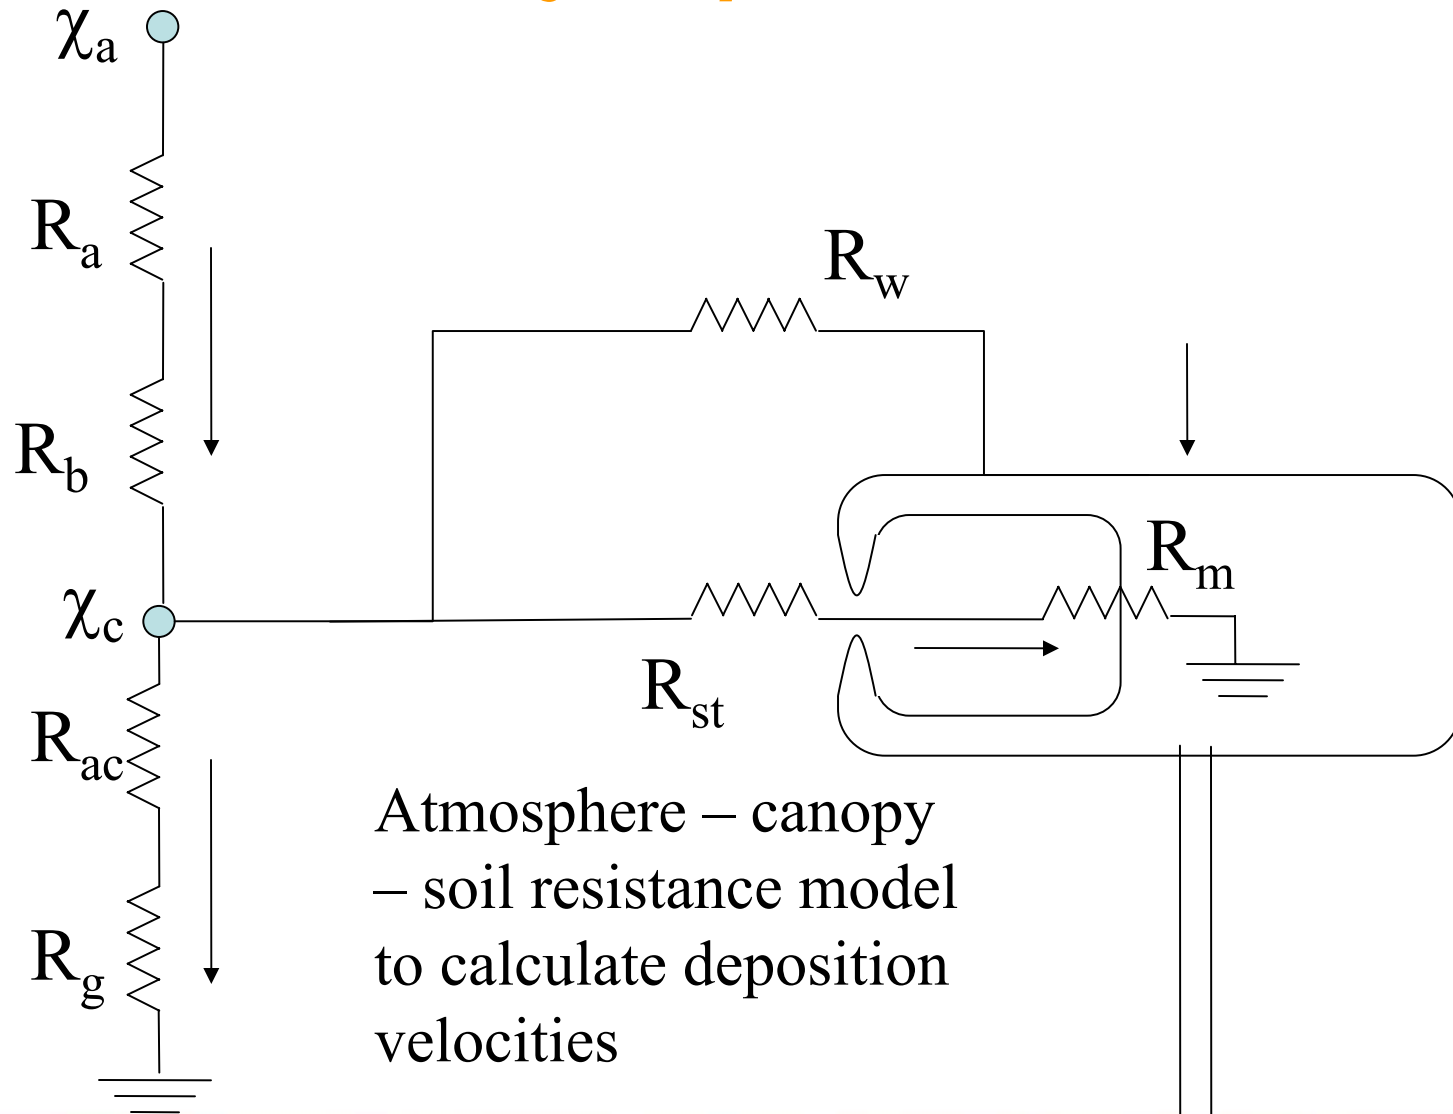 χa
Ra
Rw
Rb
Rm
χc
Rst
Rac
Atmosphere – canopy
– soil resistance model
to calculate deposition
velocities
Rg